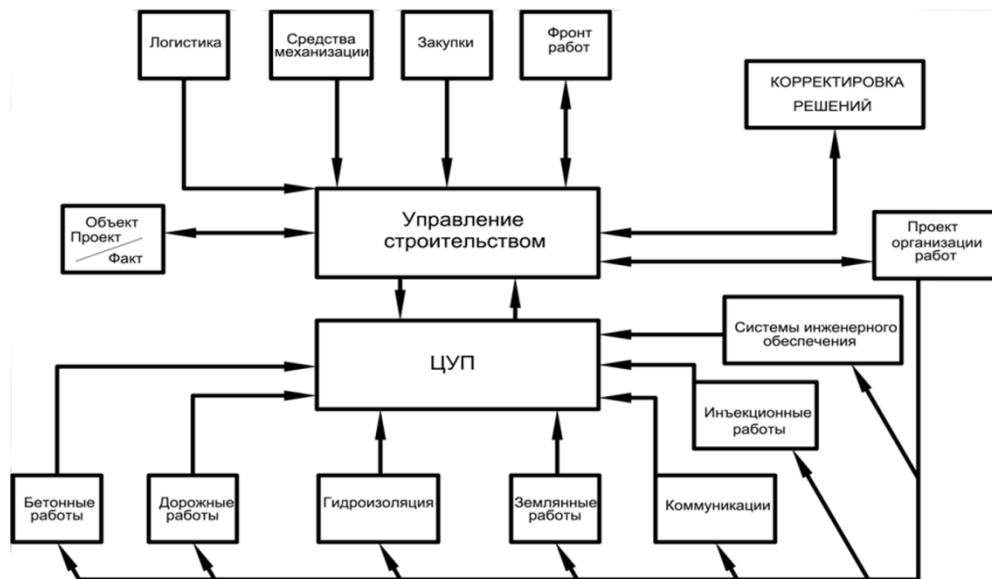 Логистика
Средства
механизации
Закупки
Фронт
работ
КОРРЕКТИРОВКА
РЕШЕНИЙ
Объект
Проект
Факт
Управление
строительством
Проект
организации
работ
ЦУП
Системы инженерного
обеспечения
Инъекционные
работы
Бетонные
работы
Дорожные
работы
Гидроизоляция
Землянные
работы
Коммуникации